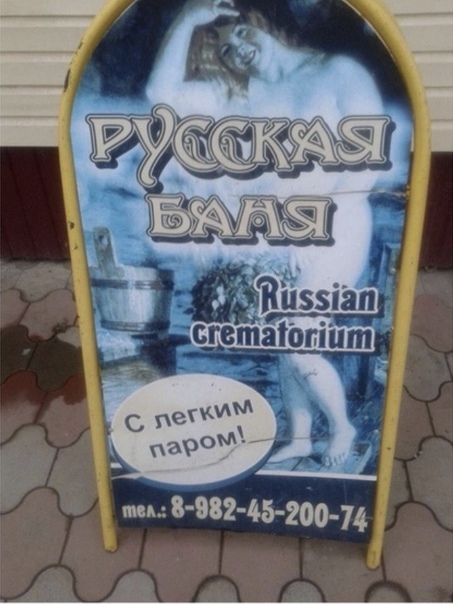 РУССКАЯ
БАНЯ
Russian
crematorium
С легким
паром!
тел.: 8-982-45-200-74